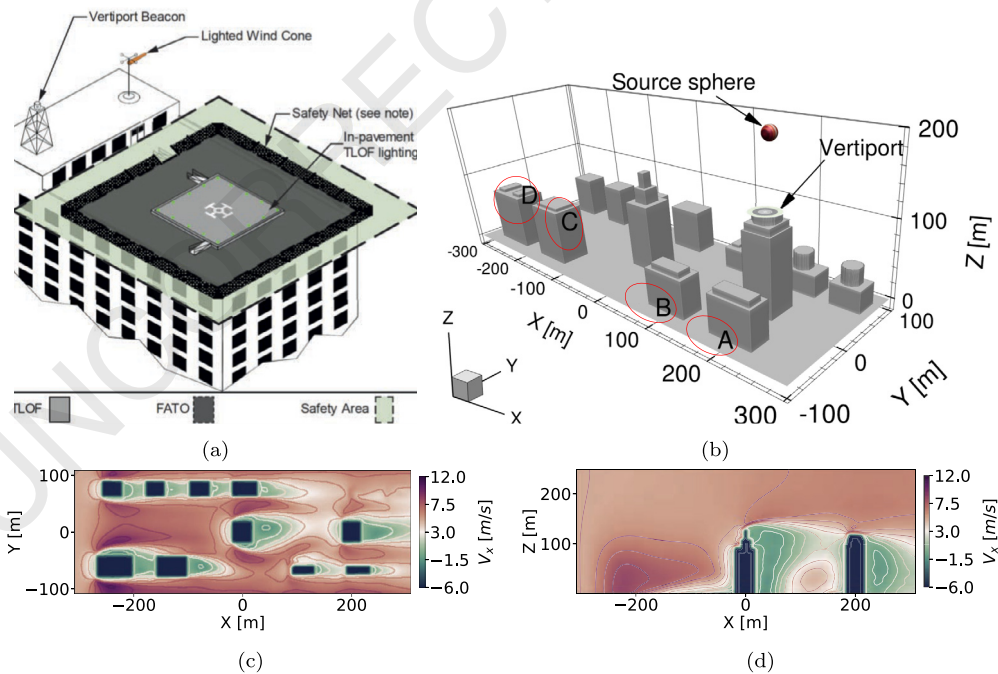 Vertiport Beacon
Lighted Wind Cone
Safety Net (see note)
In-pavement
TLOF lighting
TLOF
FATO
Safety Area
(a)
Source sphere
Vertiport
D
C
B
A
200
100
0
Z [m]
-300
-200
-100
0
100
200
300
X [m]
100
0
-100
Y [m]
Z
Y
X
(b)
100
0
−100
Y [m]
−200
0
200
X [m]
12.0
7.5
3.0
−1.5
−6.0
V_x [m/s]
(c)
200
100
Z [m]
−200
0
200
X [m]
12.0
7.5
3.0
−1.5
−6.0
V_x [m/s]
(d)